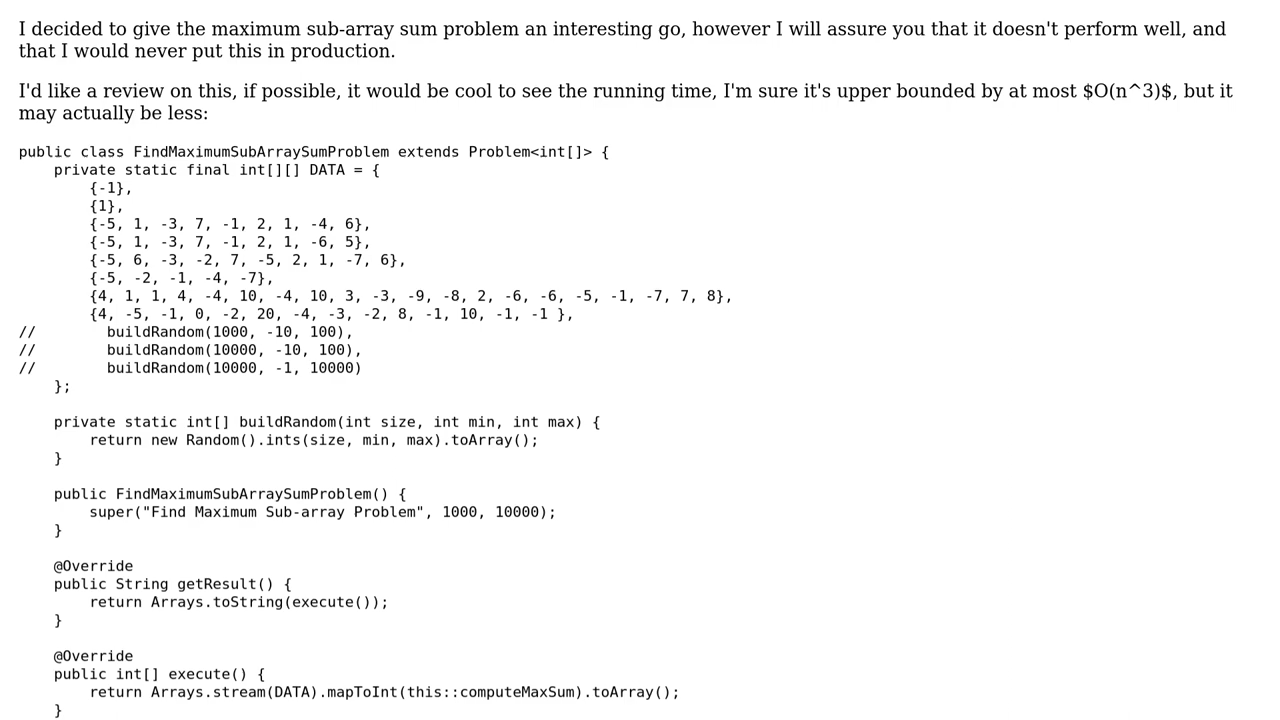 I decided to give the maximum sub-array sum problem an interesting go, however I will assure you that it doesn't perform well, and
that I would never put this in production.
I'd like a review on this, if possible, it would be cool to see the running time, I'm sure it's upper bounded by at most $O(n^3)$, but it
may actually be less:
public class FindMaximumSubArraySumProblem extends Problem<int[]> {
    private static final int[][] DATA = {
        {-1},
        {1},
        {-5, 1, -3, 7, -1, 2, 1, -4, 6},
        {-5, 1, -3, 7, -1, 2, 1, -6, 5},
        {-5, 6, -3, -2, 7, -5, 2, 1, -7, 6},
        {-5, -2, -1, -4, -7},
        {4, 1, 1, 4, -4, 10, -4, 10, 3, -3, -9, -8, 2, -6, -6, -5, -1, -7, 7, 8},
        {4, -5, -1, 0, -2, 20, -4, -3, -2, 8, -1, 10, -1, -1 },
//        buildRandom(1000, -10, 100),
//        buildRandom(10000, -10, 100),
//        buildRandom(10000, -1, 10000)
    };
    private static int[] buildRandom(int size, int min, int max) {
        return new Random().ints(size, min, max).toArray();
    }
    public FindMaximumSubArraySumProblem() {
        super("Find Maximum Sub-array Problem", 1000, 10000);
    }
    @Override
    public String getResult() {
        return Arrays.toString(execute());
    }
    @Override
    public int[] execute() {
        return Arrays.stream(DATA).mapToInt(this::computeMaxSum).toArray();
    }